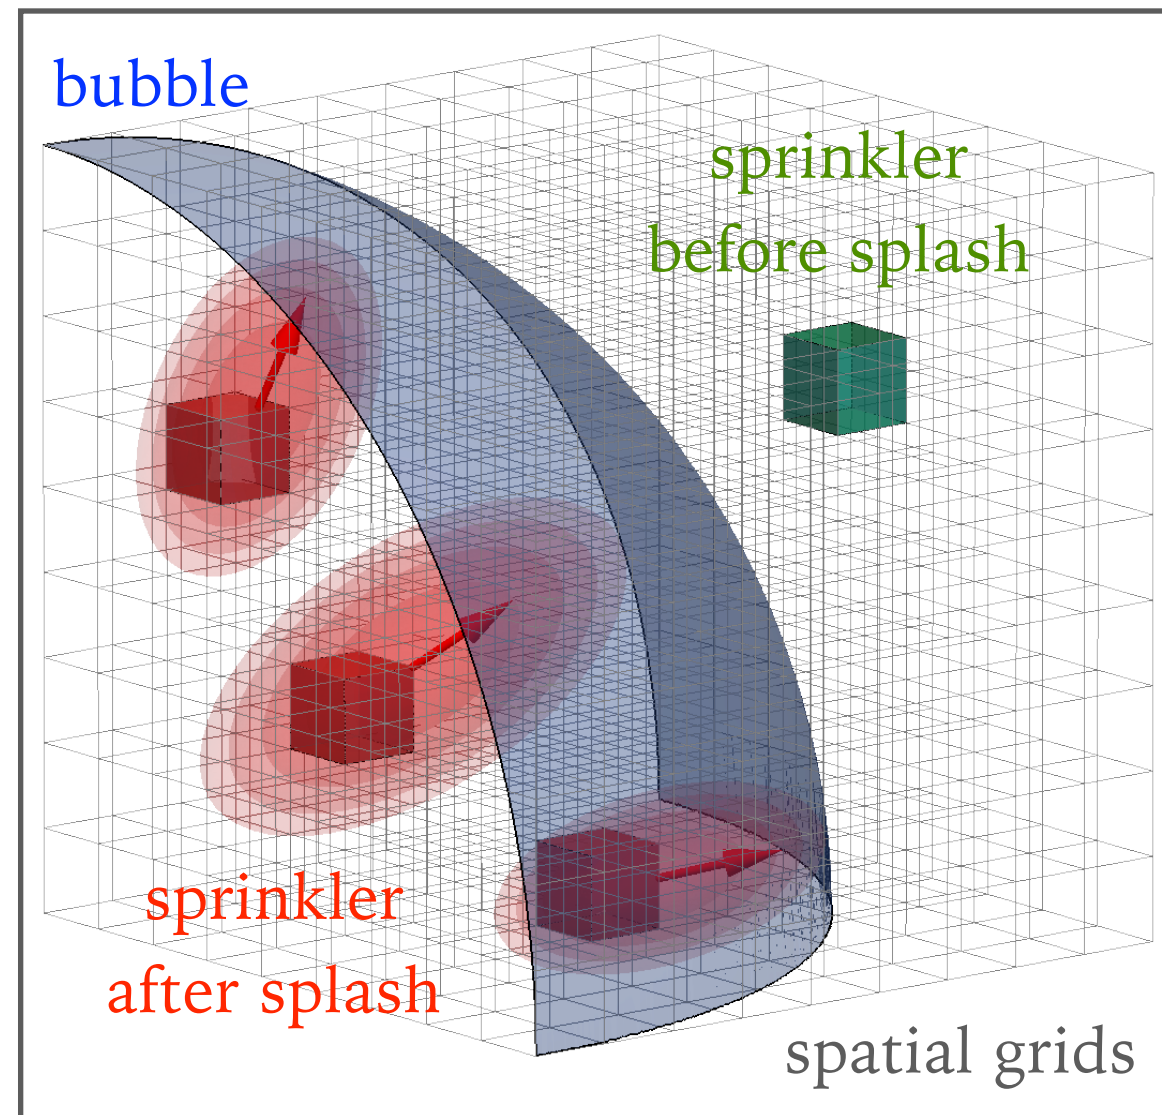 bubble
sprinkler
before splash
sprinkler
after splash
spatial grids